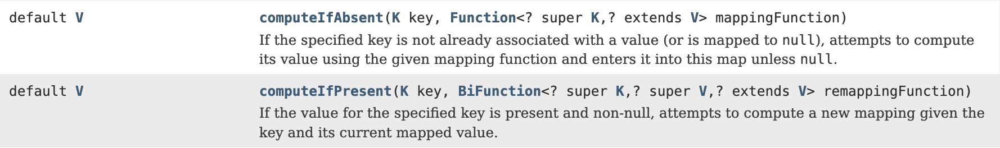 default V computeIfAbsent(K key, Function<? super K,? extends V> mappingFunction)
If the specified key is not already associated with a value (or is mapped to null), attempts to compute
its value using the given mapping function and enters it into this map unless null.
default V computeIfPresent(K key, BiFunction<? super K,? super V,? extends V> remappingFunction)
If the value for the specified key is present and non-null, attempts to compute a new mapping given the
key and its current mapped value.